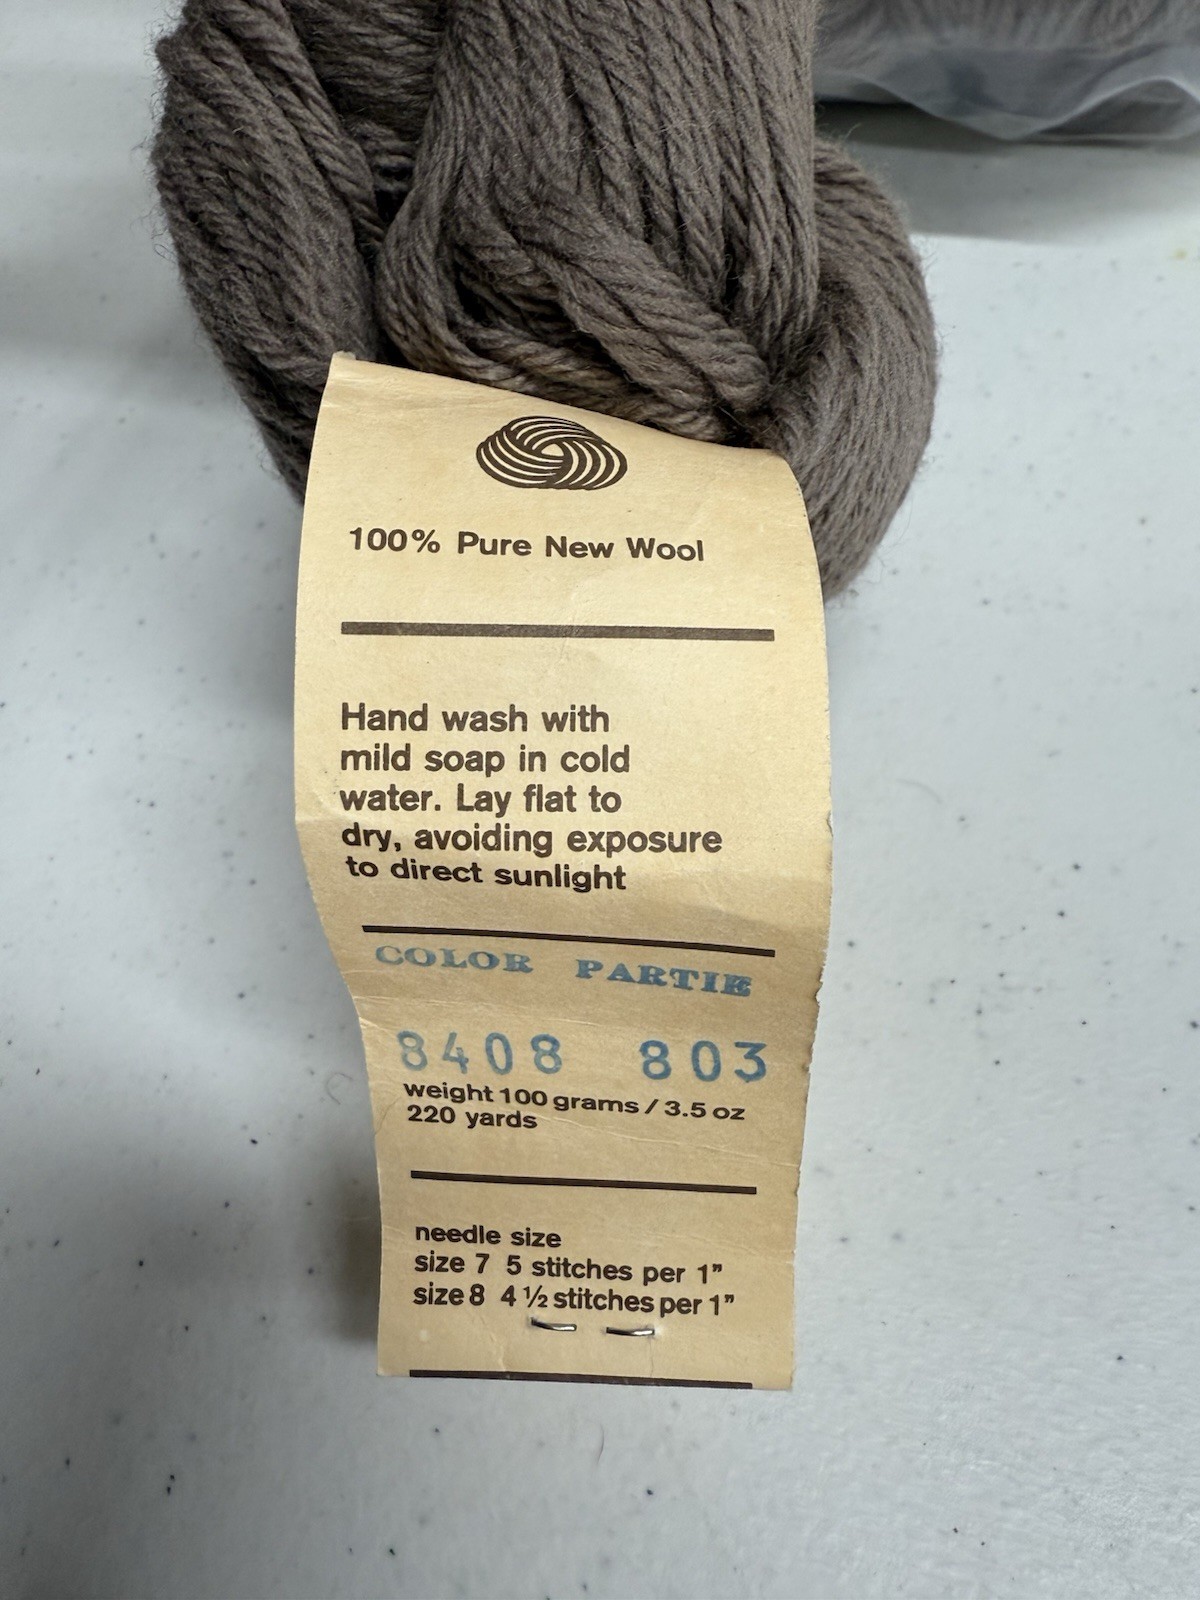 100% Pure New Wool
Hand wash with
mild soap in cold
water. Lay flat to
dry, avoiding exposure
to direct sunlight
COLOR PARTIE
8408 803
weight 100 grams / 3.5 oz
220 yards
needle size
size 7 5 stitches per 1”
size 8 4 ½ stitches per 1”